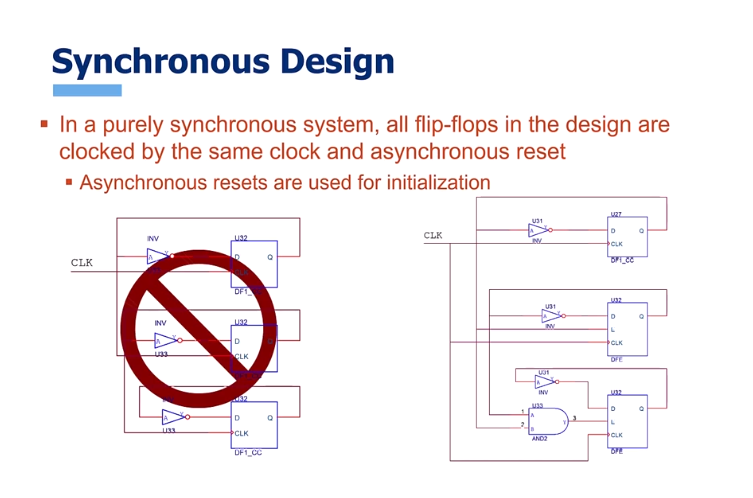 Synchronous Design
▪ In a purely synchronous system, all flip-flops in the design are
clocked by the same clock and asynchronous reset
▪ Asynchronous resets are used for initialization
CLK
INV
A
Y
U32
D
Q
DF1_
INV
A
Y
U33
U32
D
Q
CLK
A
Y
U33
U32
D
Q
CLK
DF1_CC
CLK
U31
A
Y
INV
U27
D
Q
CLK
DF1_CC
U31
A
Y
INV
U32
D
Q
L
CLK
DFE
U31
A
Y
INV
U33
1
A
2
B
Y
3
AND2
U32
D
Q
L
CLK
DFE